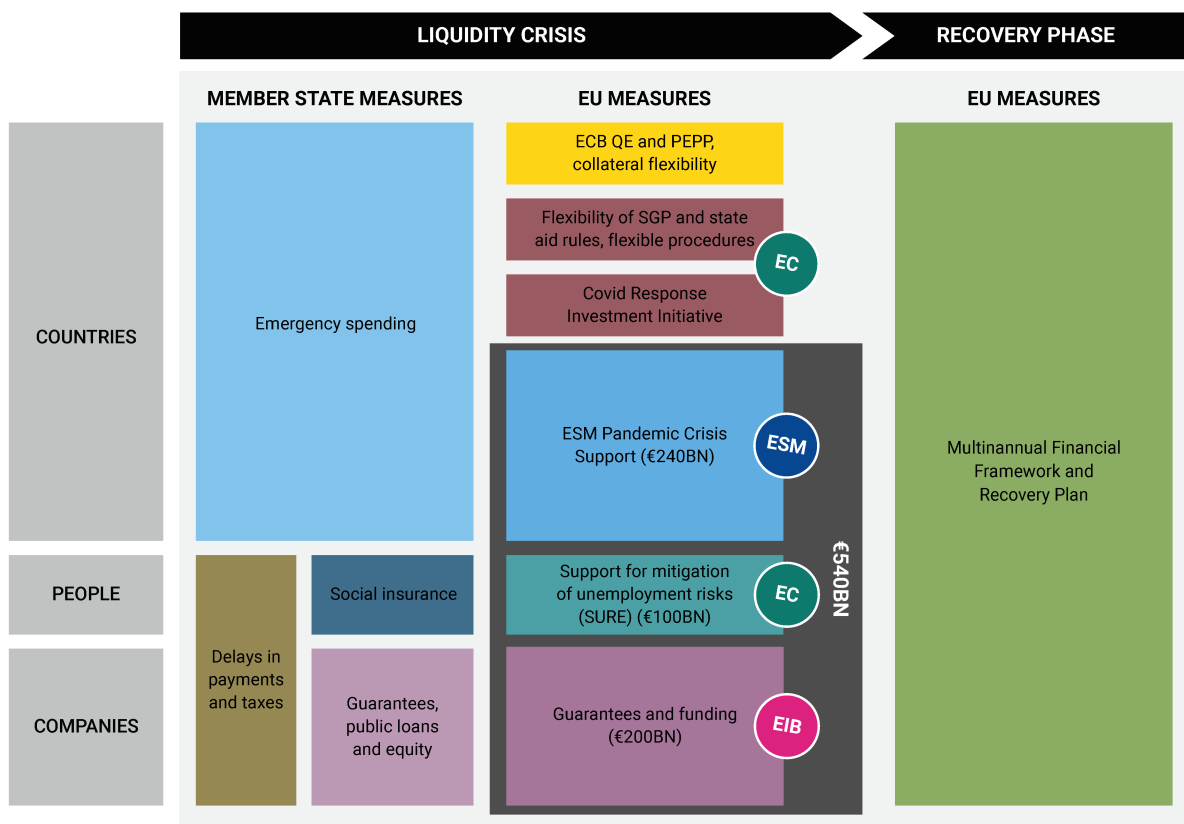 LIQUIDITY CRISIS
RECOVERY PHASE
MEMBER STATE MEASURES
EU MEASURES
EU MEASURES
COUNTRIES
Emergency spending
ECB QE and PEPP,
collateral flexibility
Flexibility of SGP and state
aid rules, flexible procedures
EC
Covid Response
Investment Initiative
ESM Pandemic Crisis
Support (€240BN)
ESM
Multinannual Financial
Framework and
Recovery Plan
€540BN
PEOPLE
Social insurance
Support for mitigation
of unemployment risks
(SURE) (€100BN)
EC
COMPANIES
Delays in
payments
and taxes
Guarantees,
public loans
and equity
Guarantees and funding
(€200BN)
EIB